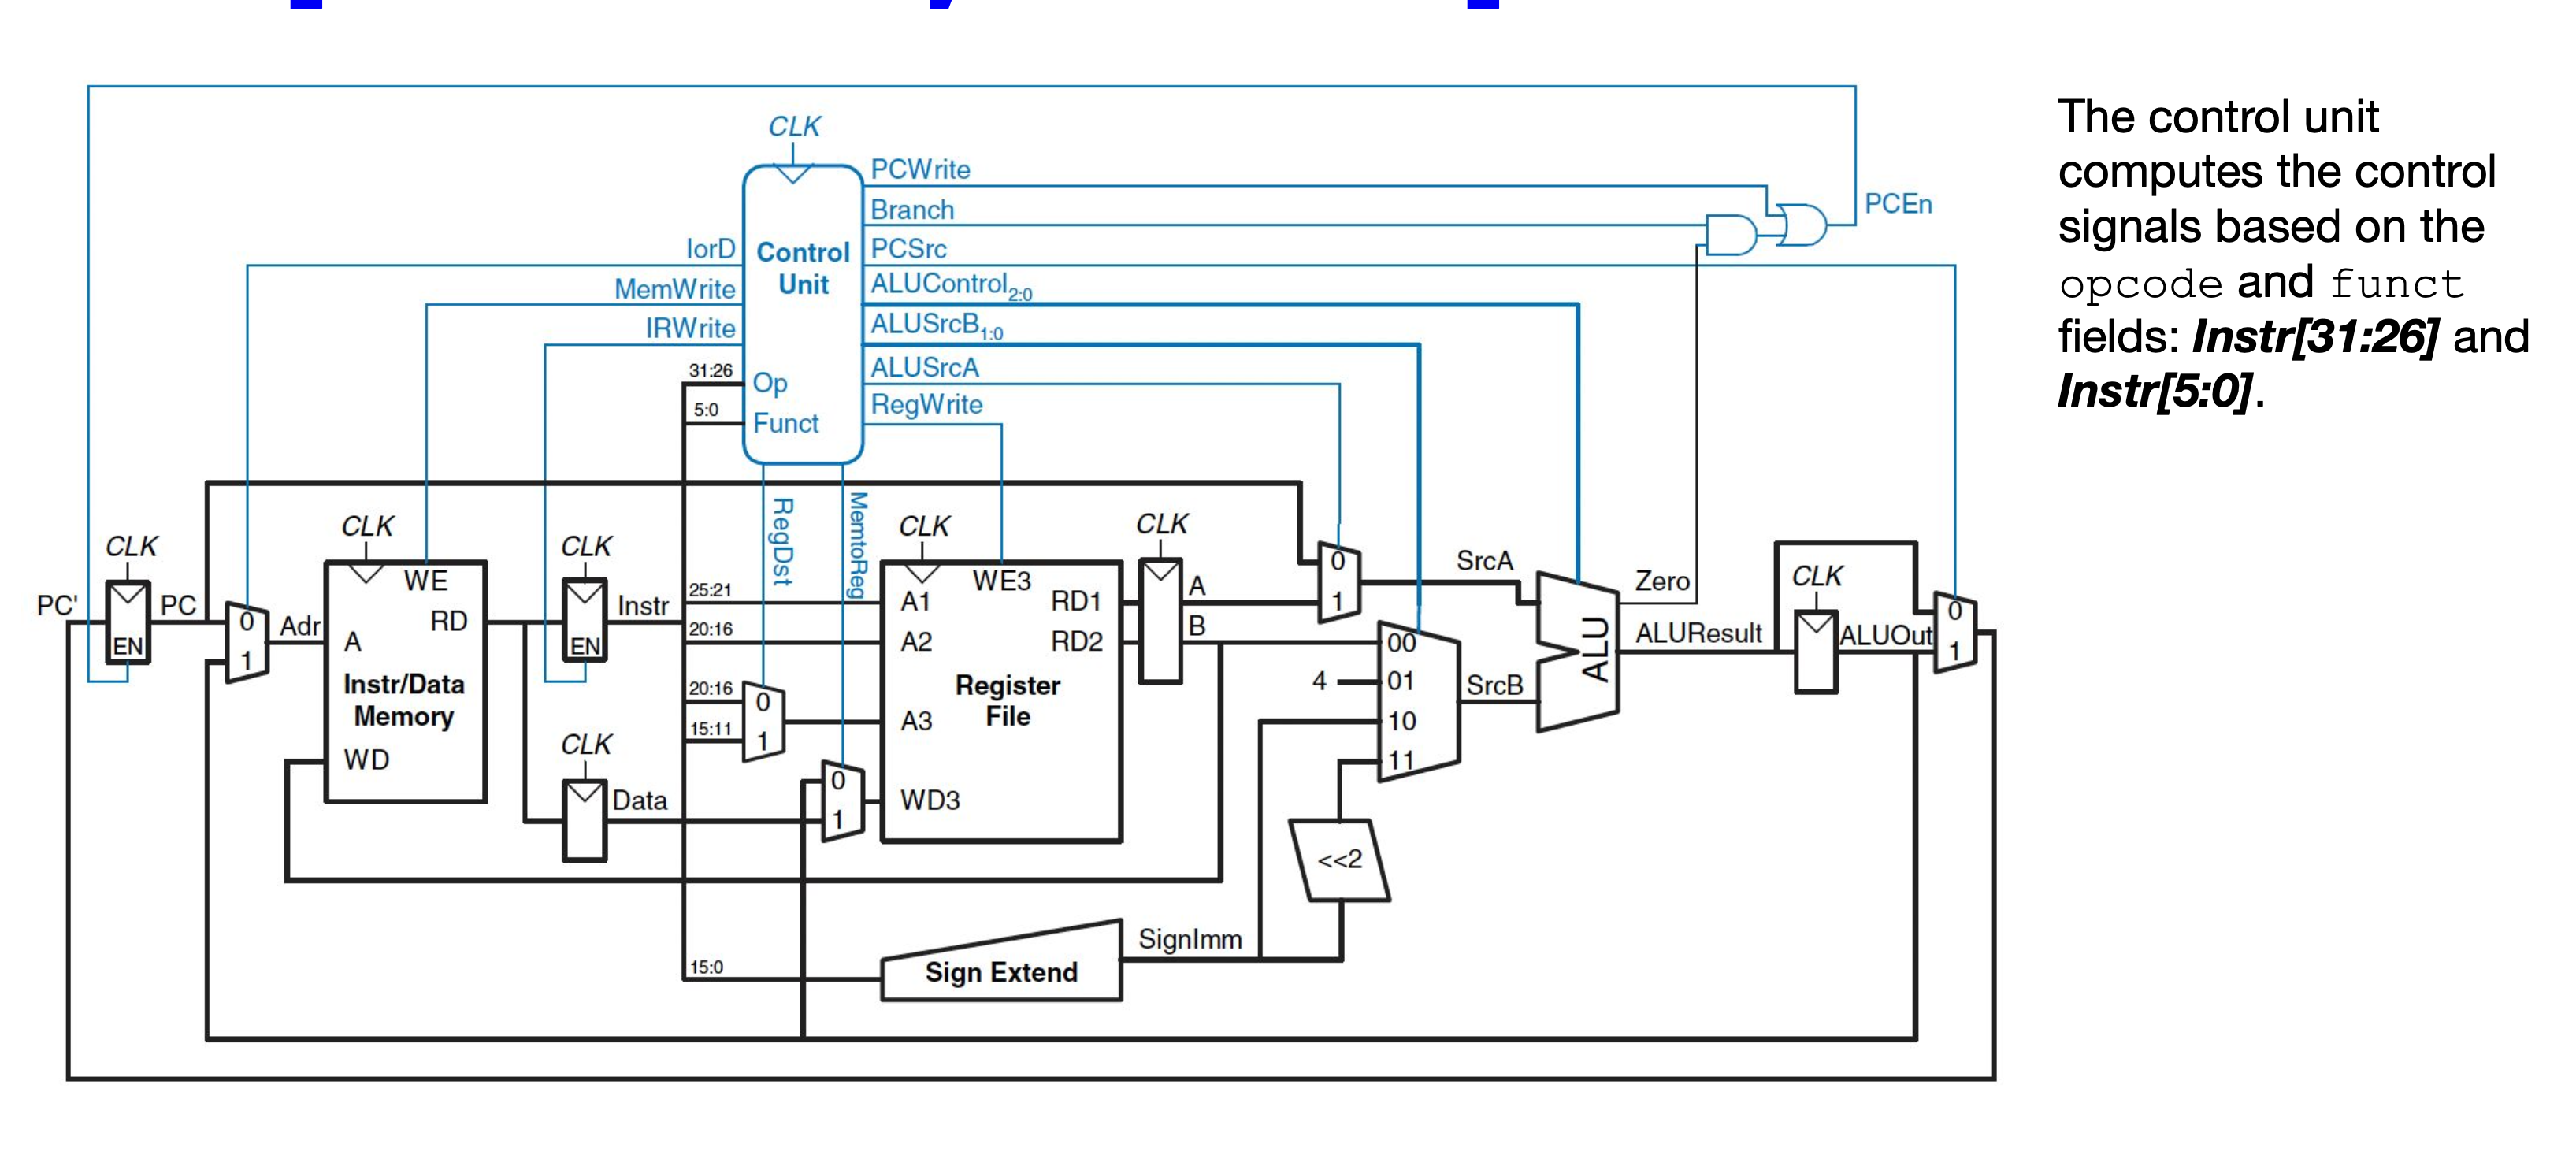 CLK
PCWrite
Branch
PCEn
IorD
Control
Unit
PCSrc
MemWrite
ALUControl2:0
IRWrite
ALUSrcB1:0
31:26
Op
ALUSrcA
5:0
Funct
RegWrite
RegDst
MemtoReg
CLK
CLK
CLK
CLK
CLK
CLK
PC'
EN
PC
0
1
Adr
WE
A
RD
Instr/Data
Memory
WD
EN
Instr
CLK
Data
25:21
20:16
20:16
15:11
0
1
0
1
A1
A2
A3
WD3
WE3
RD1
RD2
Register
File
A
B
0
1
SrcA
00
4
01
10
11
SrcB
<<2
ALU
Zero
ALUResult
ALUOut
0
1
15:0
Sign Extend
SignImm
The control unit
computes the control
signals based on the
opcode and funct
fields: Instr[31:26] and
Instr[5:0].